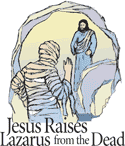 Jesus Raises
Lazarus from the Dead